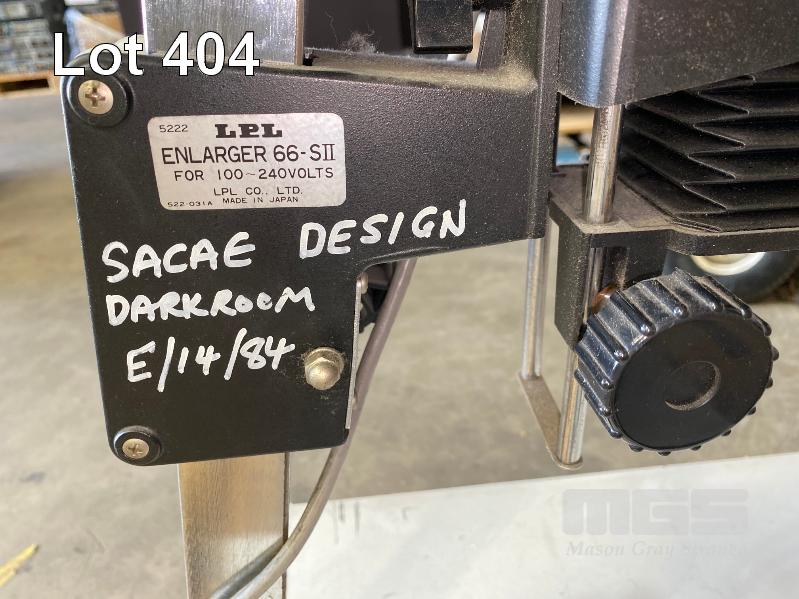 Lot 404
5222 LPL
ENLARGER 66-SII
FOR 100~240VOLTS
LPL CO., LTD.
522-031A MADE IN JAPAN
SACAE DESIGN
DARKROOM
E/14/84
MGS
Mason Gray Strange